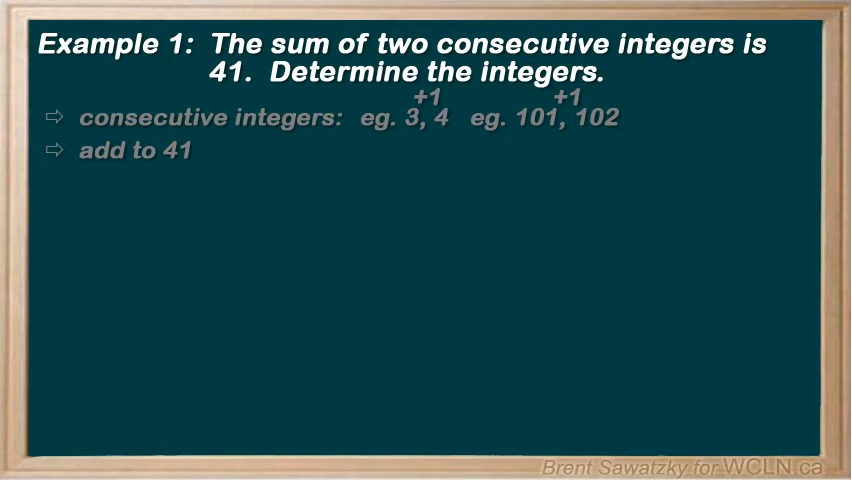 Example 1: The sum of two consecutive integers is
41. Determine the integers.
+1 +1
⇨ consecutive integers: eg. 3, 4 eg. 101, 102
⇨ add to 41
Brent Sawatzky for WCLN.ca